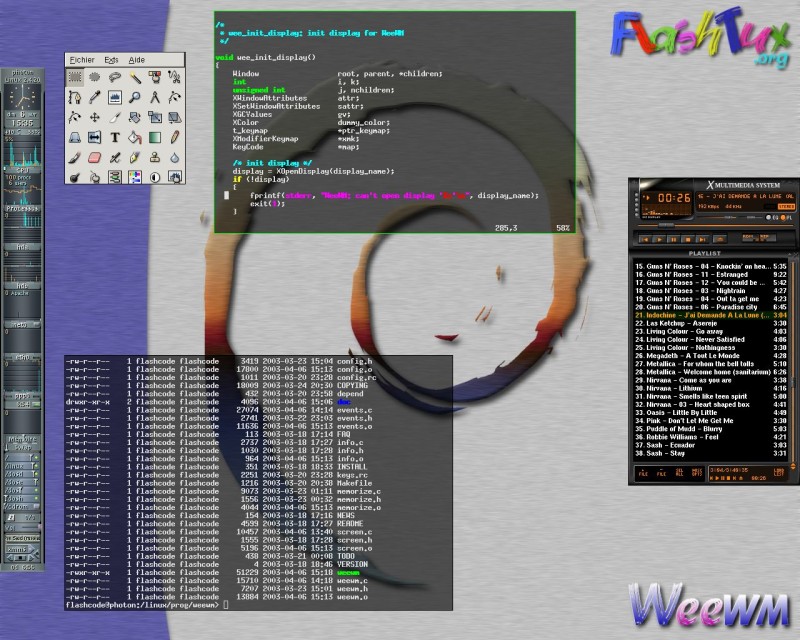 FlashTux
.org
photon
Fichier Exts Aide
/*
* wee_init_display: init display for WeeWM
*/
void wee_init_display()
Window root, parent, *children;
int i, k;
unsigned int j, nchildren;
XWindowAttributes attr;
XSetWindowAttributes sattr;
XGCValues gv;
XColor dummy_color;
t_keymap *ptr_keymap;
XModifierKeymap *xmk;
KeyCode *map;
/* init display */
display = XOpenDisplay(display_name);
if (!display)
{
fprintf(stderr, "WeeWM: can't open display display_name);
exit(1);
}
285,3 58%
X MULTIMEDIA SYSTEM
00:26
16 - J'AI DEMANDE A LA LUNE (AL
192 KBPS 44 KHZ STEREO
PLAYLIST
15. Guns N' Roses - 04 - Knockin' on hea... 5:35
16. Guns N' Roses - 11 - Estranged 9:22
17. Guns N' Roses - 12 - You could be ... 5:42
18. Guns N' Roses - 03 - Nightrain 4:27
19. Guns N' Roses - 04 - Out ta get me 4:23
20. Guns N' Roses - 06 - Paradise city 6:45
21. Indochine - J'ai Demande A La Lune (... 3:04
22. Las Ketchup - Asereje 3:30
23. Living Colour - Go away 4:03
24. Living Colour - Never Satisfied 4:06
25. Living Colour - Nothingness 3:30
26. Megadeth - A Tout Le Monde 4:28
27. Metallica - For whom the bell tolls 5:10
28. Metallica - Welcome home (sanitarium) 6:26
29. Nirvana - Come as you are 3:38
30. Nirvana - Lithium 4:16
31. Nirvana - Smells like teen spirit 5:00
32. Nirvana - 03 - Heart shaped box 4:41
33. Oasis - Little By Little 4:49
34. Pink - Don't Let Me Get Me 3:30
35. Puddle of Mudd - Blurry 5:03
36. Robbie Williams - Feel 4:21
37. Sash - Ecuador 3:03
38. Sash - Stay 3:31
-rw-r--r-- 1 flashcode flashcode 3419 2003-03-23 15:04 config.h
-rw-r--r-- 1 flashcode flashcode 17800 2003-04-06 15:13 config.o
-rw-r--r-- 1 flashcode flashcode 1011 2003-03-20 23:28 config.rc
-rw-r--r-- 1 flashcode flashcode 18009 2003-03-24 20:30 COPYING
-rw-r--r-- 1 flashcode flashcode 432 2003-03-20 23:58 depend
drwxr-xr-x 2 flashcode flashcode 4096 2003-04-06 15:06 doc
-rw-r--r-- 1 flashcode flashcode 27074 2003-04-06 14:14 events.c
-rw-r--r-- 1 flashcode flashcode 2741 2003-03-22 23:03 events.h
-rw-r--r-- 1 flashcode flashcode 11636 2003-04-06 15:13 events.o
-rw-r--r-- 1 flashcode flashcode 113 2003-03-18 17:14 FAQ
-rw-r--r-- 1 flashcode flashcode 2737 2003-03-18 17:27 info.c
-rw-r--r-- 1 flashcode flashcode 1030 2003-03-18 17:28 info.h
-rw-r--r-- 1 flashcode flashcode 964 2003-04-06 15:13 info.o
-rw-r--r-- 1 flashcode flashcode 351 2003-03-18 18:33 INSTALL
-rw-r--r-- 1 flashcode flashcode 2251 2003-03-20 23:28 keys.rc
-rw-r--r-- 1 flashcode flashcode 1216 2003-03-20 20:38 Makefile
-rw-r--r-- 1 flashcode flashcode 9073 2003-03-23 01:11 memorize.c
-rw-r--r-- 1 flashcode flashcode 1556 2003-03-23 00:32 memorize.h
-rw-r--r-- 1 flashcode flashcode 4044 2003-04-06 15:13 memorize.o
-rw-r--r-- 1 flashcode flashcode 154 2003-03-18 17:16 NEWS
-rw-r--r-- 1 flashcode flashcode 4599 2003-03-18 17:27 README
-rw-r--r-- 1 flashcode flashcode 10457 2003-04-06 13:40 screen.c
-rw-r--r-- 1 flashcode flashcode 1555 2003-03-18 17:28 screen.h
-rw-r--r-- 1 flashcode flashcode 5196 2003-04-06 15:13 screen.o
-rw-r--r-- 1 flashcode flashcode 438 2003-03-21 00:08 TODO
-rw-r--r-- 1 flashcode flashcode 4 2003-03-18 18:46 VERSION
-rwxr-xr-x 1 flashcode flashcode 51229 2003-04-06 15:18 weewm
-rw-r--r-- 1 flashcode flashcode 15710 2003-04-06 14:18 weewm.c
-rw-r--r-- 1 flashcode flashcode 7207 2003-03-23 15:01 weewm.h
-rw-r--r-- 1 flashcode flashcode 13884 2003-04-06 15:13 weewm.o
flashcode@photon:/linux/prog/weewm>
WeeWM